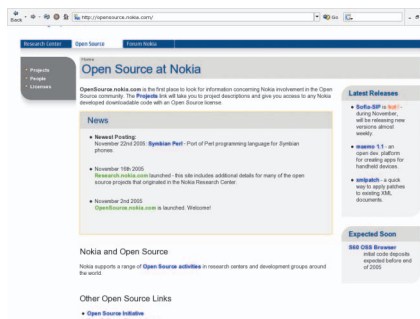 Back
http://opensource.nokia.com/
Go
Research Center
Open Source
Forum Nokia
Projects
People
Licenses
Home
Open Source at Nokia
OpenSource.nokia.com is the first place to look for information concerning Nokia involvement in the Open
Source community. The Projects link will take you to project descriptions and give you access to any Nokia
developed downloadable code with an Open Source license.
News
Newest Posting:
November 22nd 2005: Symbian Perl - Port of Perl programming language for Symbian
phones.
November 18th 2005
Research.nokia.com launched - this site includes additional details for many of the open
source projects that originated in the Nokia Research Center.
November 2nd 2005
OpenSource.nokia.com is launched. Welcome!
Nokia and Open Source
Nokia supports a range of Open Source activities in research centers and development groups around
the world.
Other Open Source Links
Open Source Initiative
Latest Releases
Sofia-SIP is hot! -
during November,
will be releasing new
versions almost
weekly.
maemo 1.1 - an
open dev. platform
for creating apps for
handheld devices.
smipatch - a quick
way to apply patches
to existing XML
documents.
Expected Soon
S60 OSS Browser
initial code deposits
expected before end
of 2005